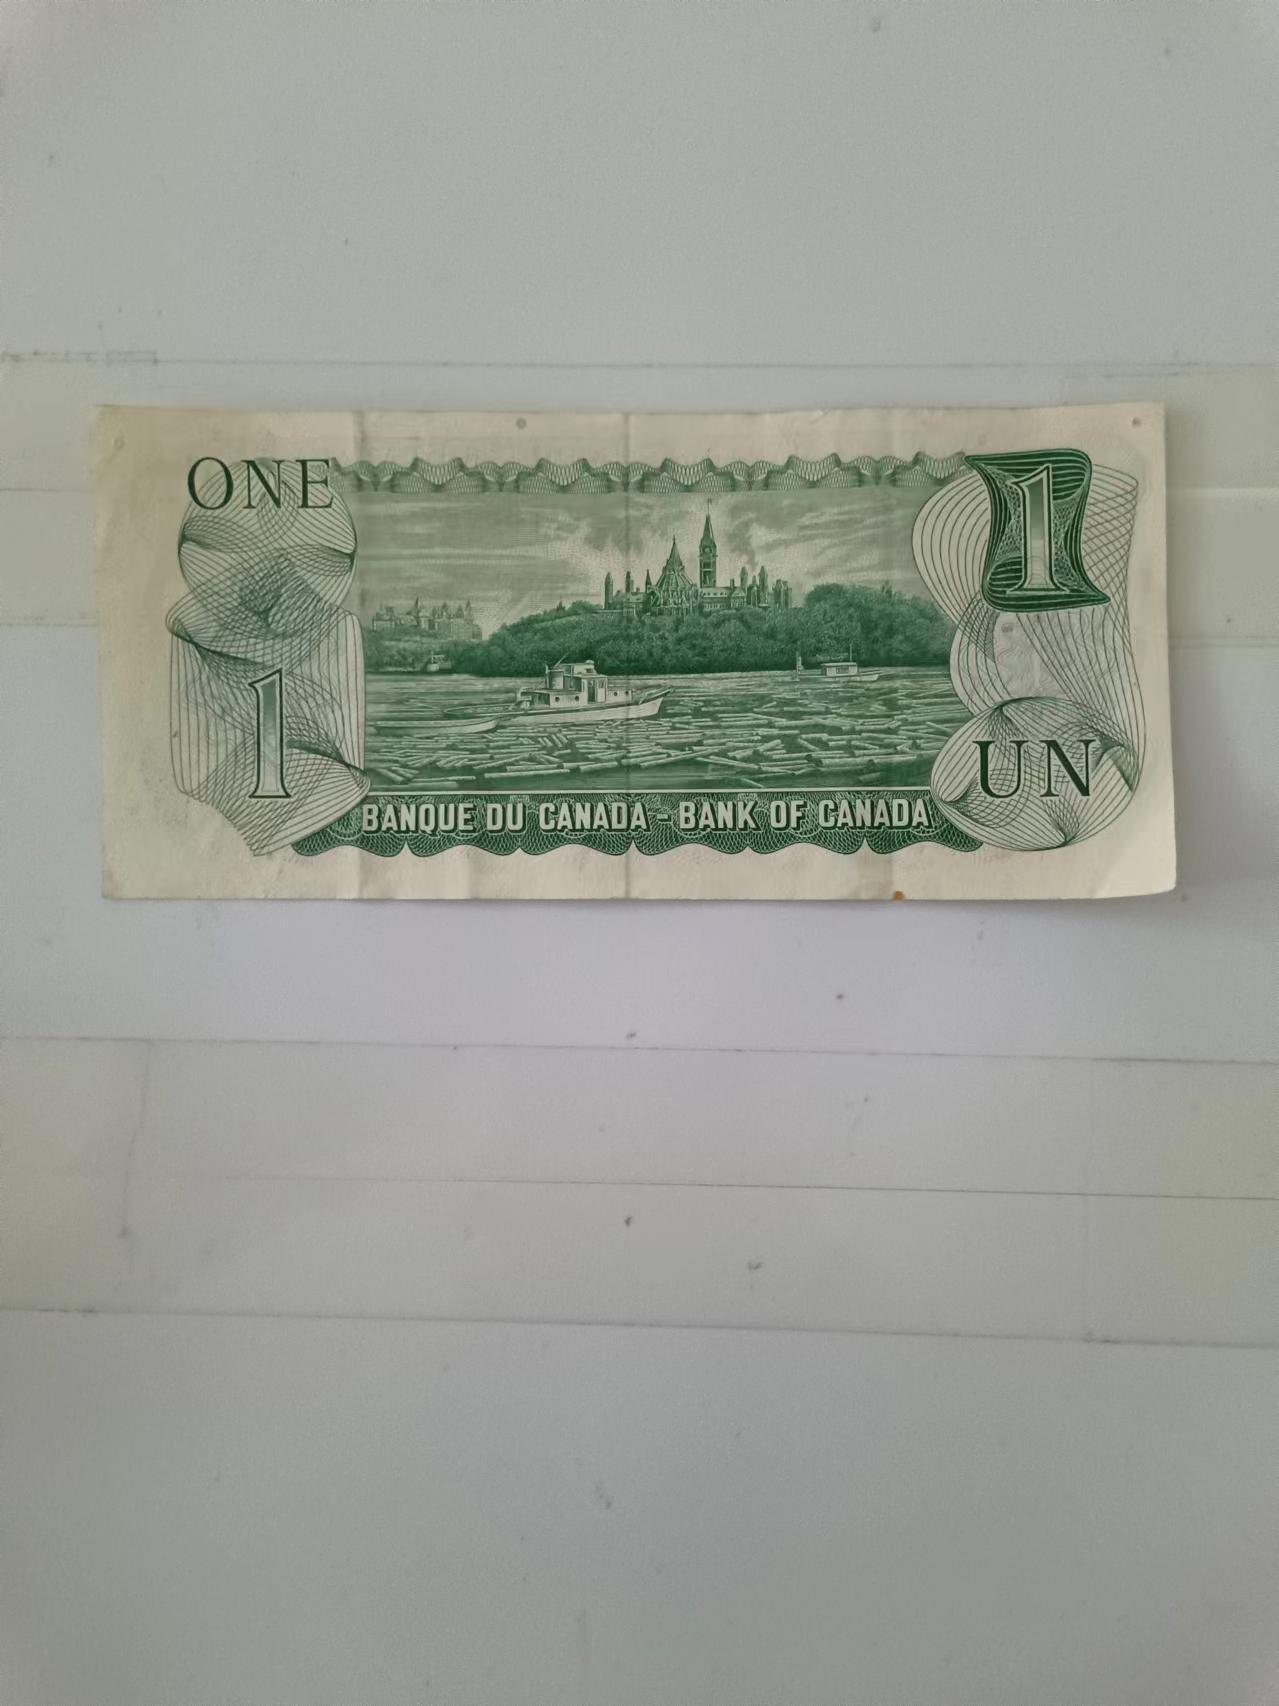 ONE
1
1
UN
BANQUE DU CANADA - BANK OF CANADA